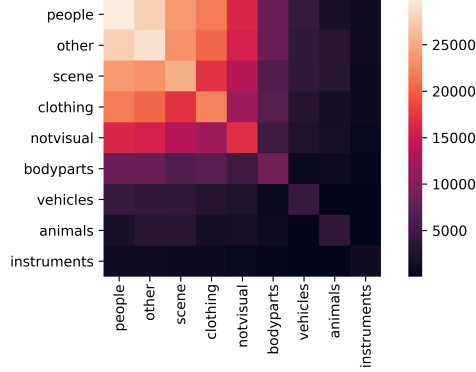 people
other
scene
clothing
notvisual
bodyparts
vehicles
animals
instruments
people
other
scene
clothing
notvisual
bodyparts
vehicles
animals
instruments
25000
20000
15000
10000
5000